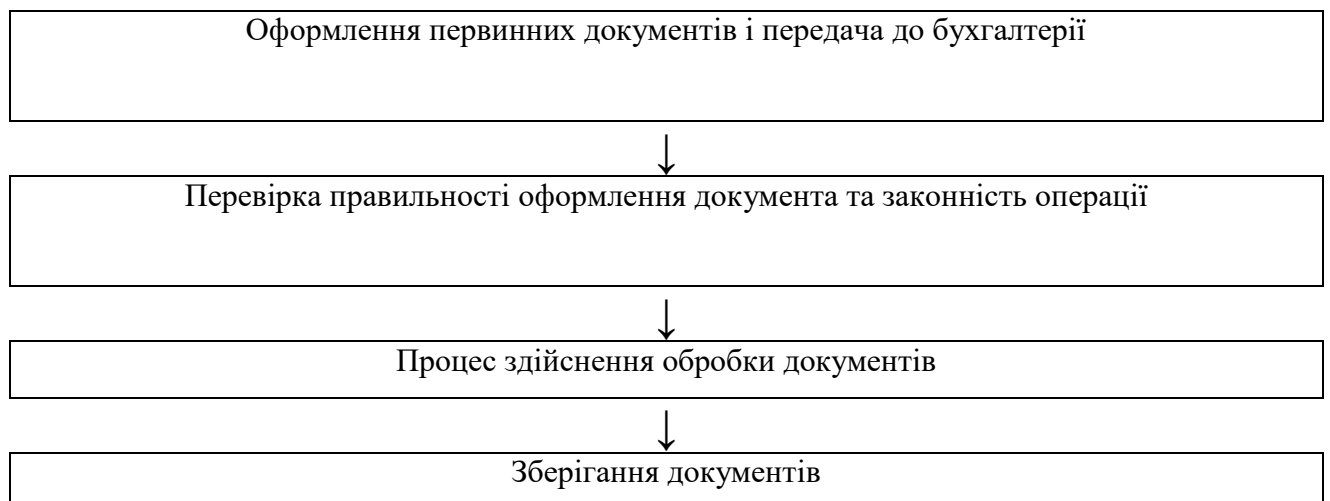 Оформлення первинних документів і передача до бухгалтерії
Перевірка правильності оформлення документа та законність операції
Процес здійснення обробки документів
Зберігання документів